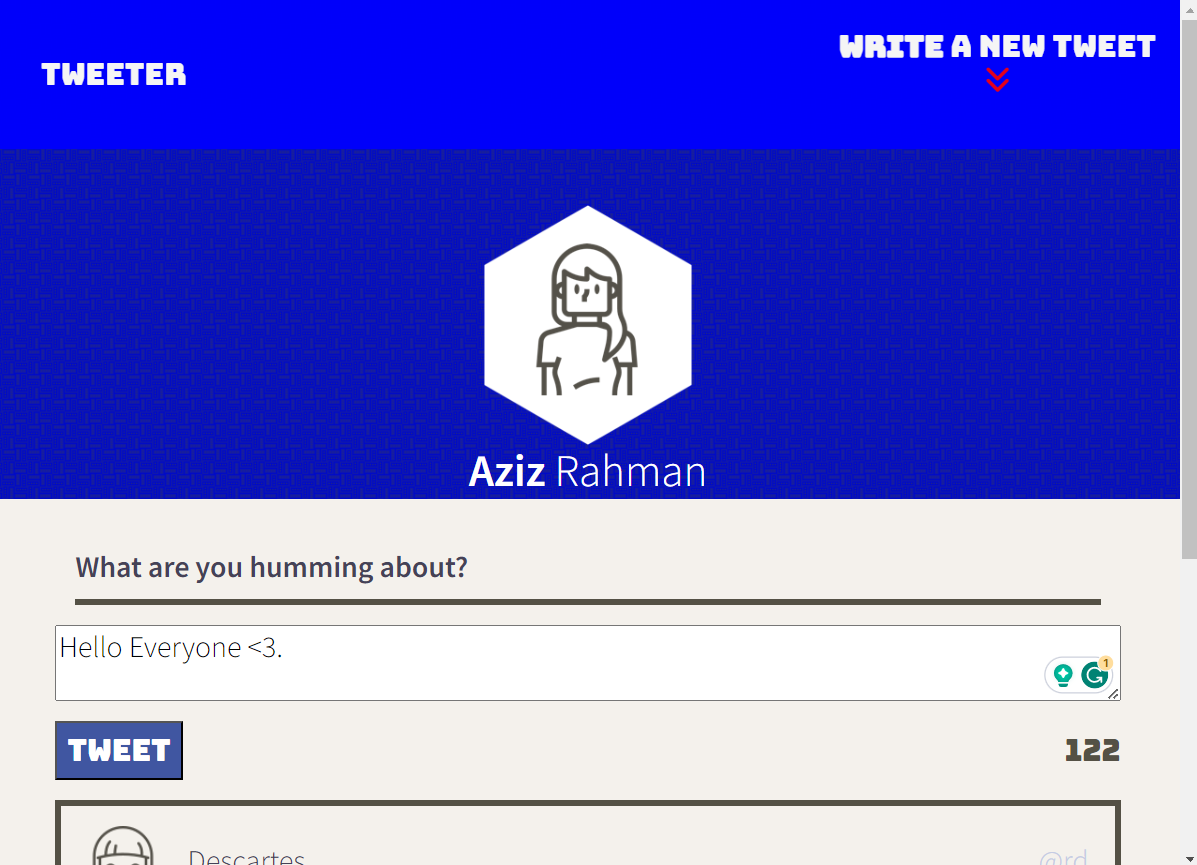 TWEETER
WRITE A NEW TWEET
Aziz Rahman
What are you humming about?
Hello Everyone <3.
1
TWEET
122
Descartes
@rd